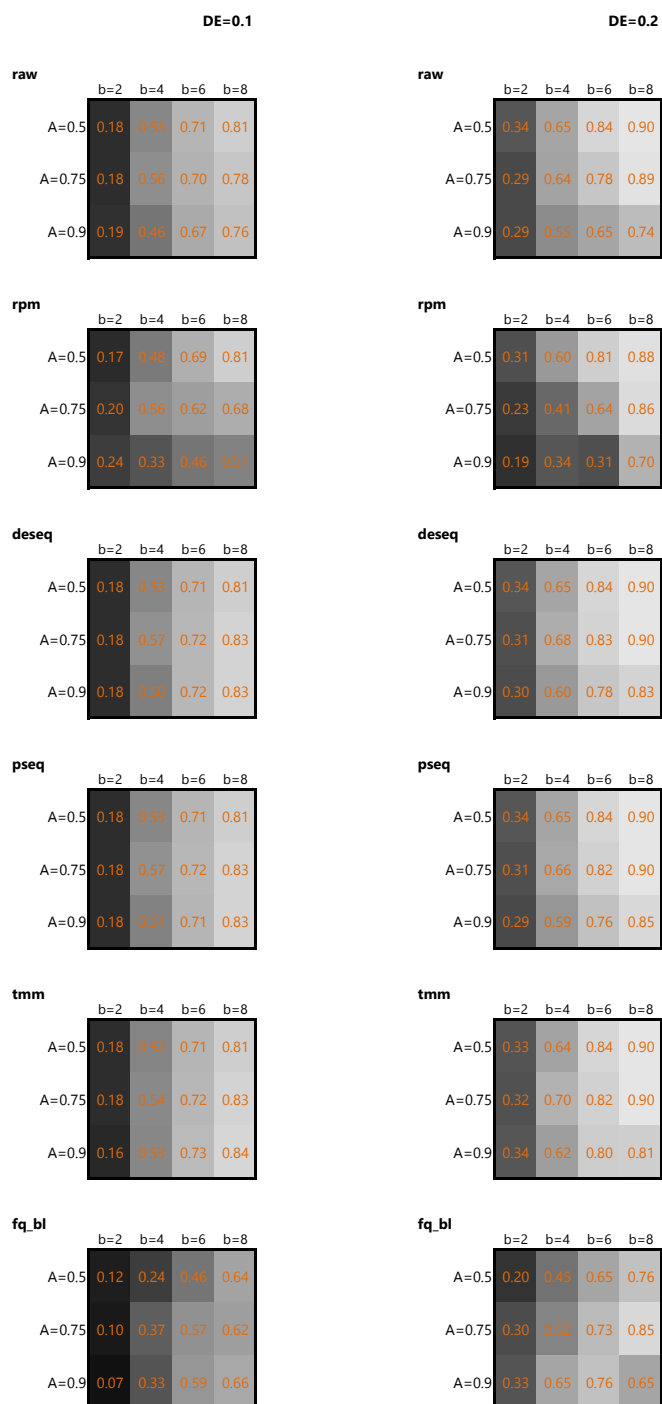 DE=0.1 DE=0.2
raw raw
b=2 b=4 b=6 b=8 b=2 b=4 b=6 b=8
A=0.5 0.18 0.71 0.81 A=0.5 0.34 0.65 0.84 0.90
A=0.75 0.18 0.56 0.70 0.78 A=0.75 0.29 0.64 0.78 0.89
A=0.9 0.19 0.46 0.67 0.76 A=0.9 0.29 0.55 0.65 0.74
rpm rpm
b=2 b=4 b=6 b=8 b=2 b=4 b=6 b=8
A=0.5 0.17 0.48 0.69 0.81 A=0.5 0.31 0.60 0.81 0.88
A=0.75 0.20 0.56 0.62 0.68 A=0.75 0.23 0.41 0.64 0.86
A=0.9 0.24 0.33 0.46 A=0.9 0.19 0.34 0.31 0.70
deseq deseq
b=2 b=4 b=6 b=8 b=2 b=4 b=6 b=8
A=0.5 0.18 0.71 0.81 A=0.5 0.34 0.65 0.84 0.90
A=0.75 0.18 0.57 0.72 0.83 A=0.75 0.31 0.68 0.83 0.90
A=0.9 0.18 0.72 0.83 A=0.9 0.30 0.60 0.78 0.83
pseq pseq
b=2 b=4 b=6 b=8 b=2 b=4 b=6 b=8
A=0.5 0.18 0.71 0.81 A=0.5 0.34 0.65 0.84 0.90
A=0.75 0.18 0.57 0.72 0.83 A=0.75 0.31 0.66 0.82 0.90
A=0.9 0.18 0.71 0.83 A=0.9 0.29 0.59 0.76 0.85
tmm tmm
b=2 b=4 b=6 b=8 b=2 b=4 b=6 b=8
A=0.5 0.18 0.71 0.81 A=0.5 0.33 0.64 0.84 0.90
A=0.75 0.18 0.54 0.72 0.83 A=0.75 0.32 0.70 0.82 0.90
A=0.9 0.16 0.73 0.84 A=0.9 0.34 0.62 0.80 0.81
fq_bl fq_bl
b=2 b=4 b=6 b=8 b=2 b=4 b=6 b=8
A=0.5 0.12 0.24 0.46 0.64 A=0.5 0.20 0.45 0.65 0.76
A=0.75 0.10 0.37 0.57 0.62 A=0.75 0.30 0.73 0.85
A=0.9 0.07 0.33 0.59 0.66 A=0.9 0.33 0.65 0.76 0.65